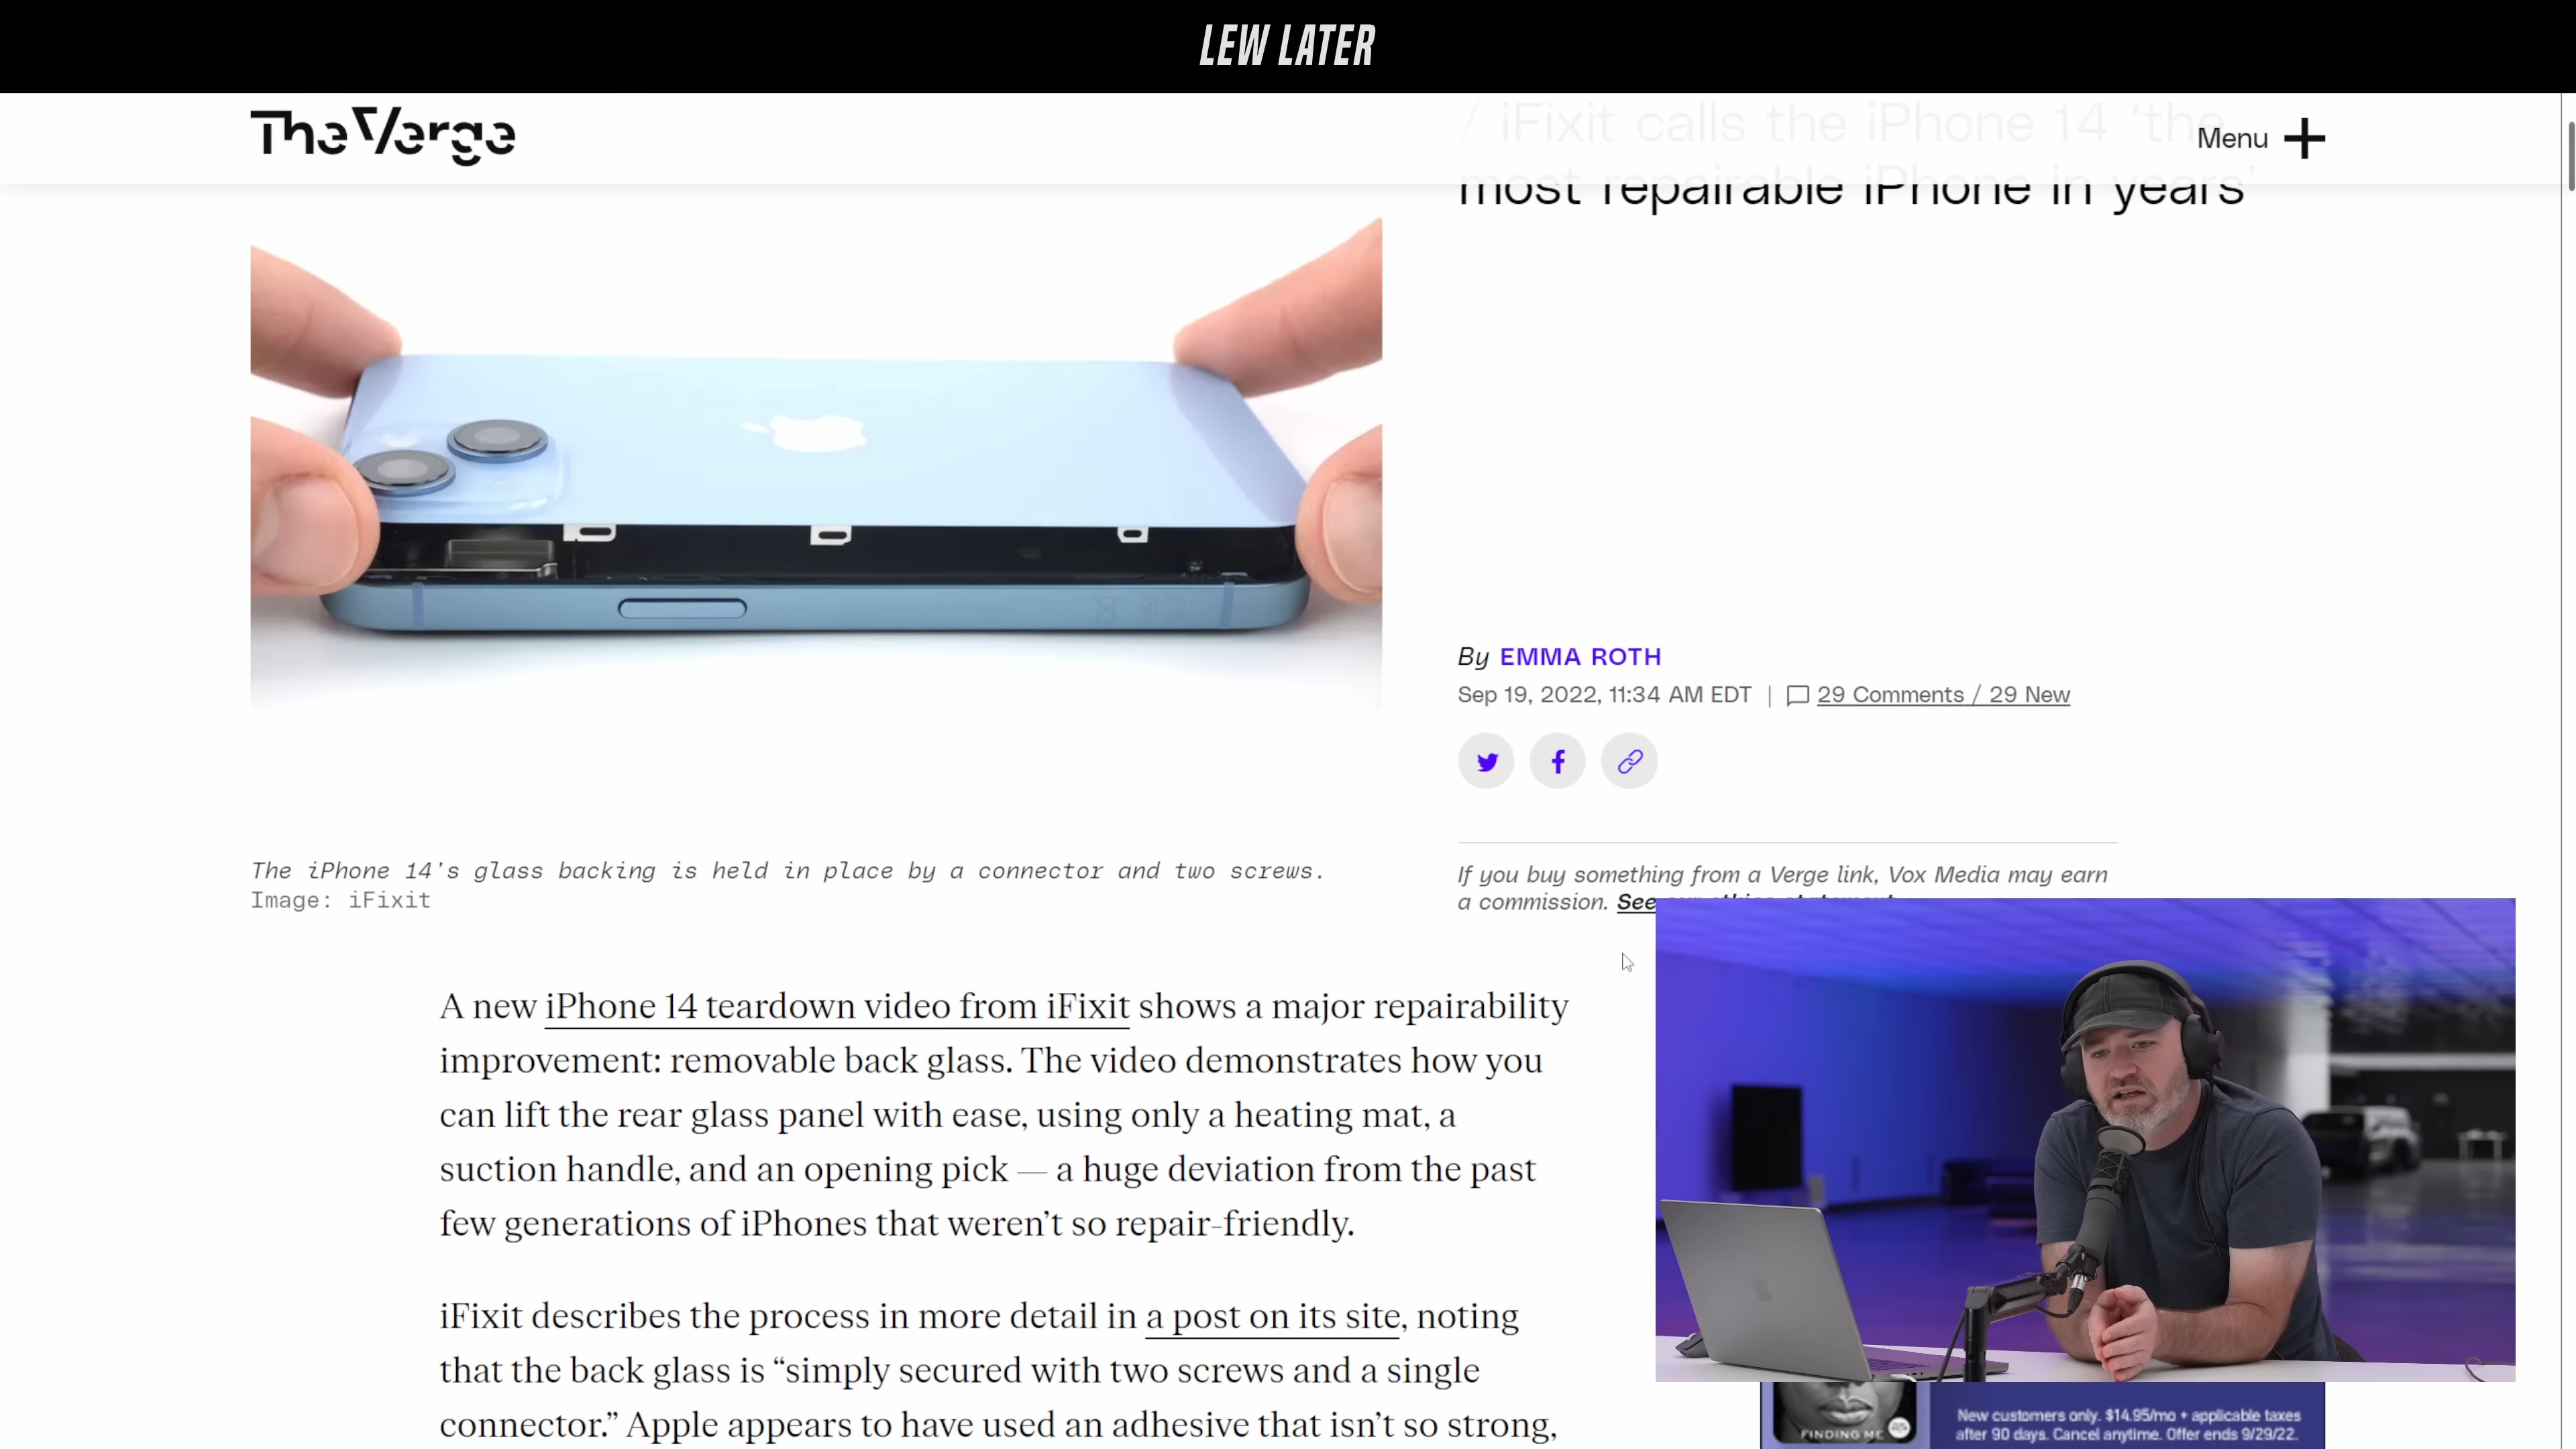 LEW LATER
The Verge
/ iFixit calls the iPhone 14 ‘the
Menu
most repairable iPhone in years’
By EMMA ROTH
Sep 19, 2022, 11:34 AM EDT | 29 Comments / 29 New
The iPhone 14's glass backing is held in place by a connector and two screws.
Image: iFixit
If you buy something from a Verge link, Vox Media may earn
a commission. See our ethics statement.
A new iPhone 14 teardown video from iFixit shows a major repairability
improvement: removable back glass. The video demonstrates how you
can lift the rear glass panel with ease, using only a heating mat, a
suction handle, and an opening pick — a huge deviation from the past
few generations of iPhones that weren’t so repair-friendly.
iFixit describes the process in more detail in a post on its site, noting
that the back glass is “simply secured with two screws and a single
connector.” Apple appears to have used an adhesive that isn’t so strong,
FINDING ME
New customers only. $14.95/mo + applicable taxes
after 90 days. Cancel anytime. Offer ends 9/29/22.